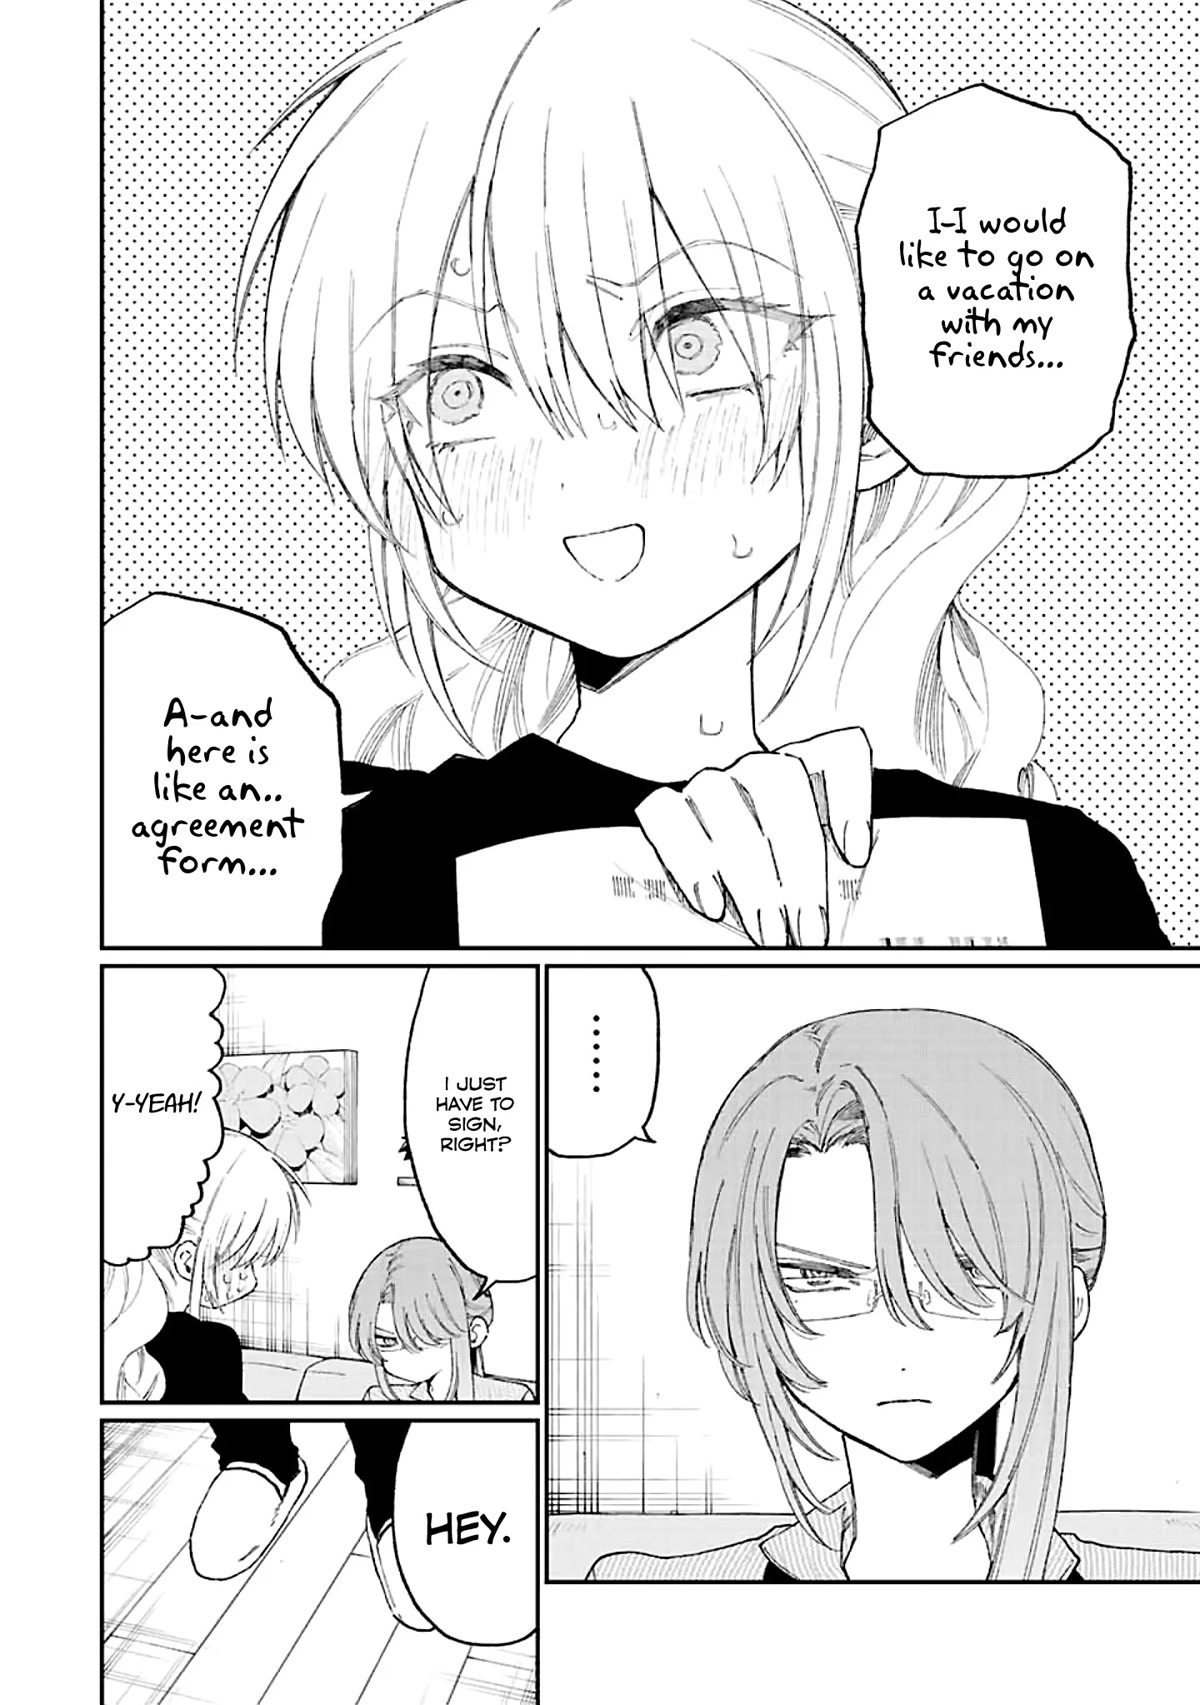 I-I would
like to go on
a vacation
with my
friends...
A-and
here is
like an..
agreement
form...
........
I JUST
HAVE TO
SIGN,
RIGHT?
Y-YEAH!
HEY.